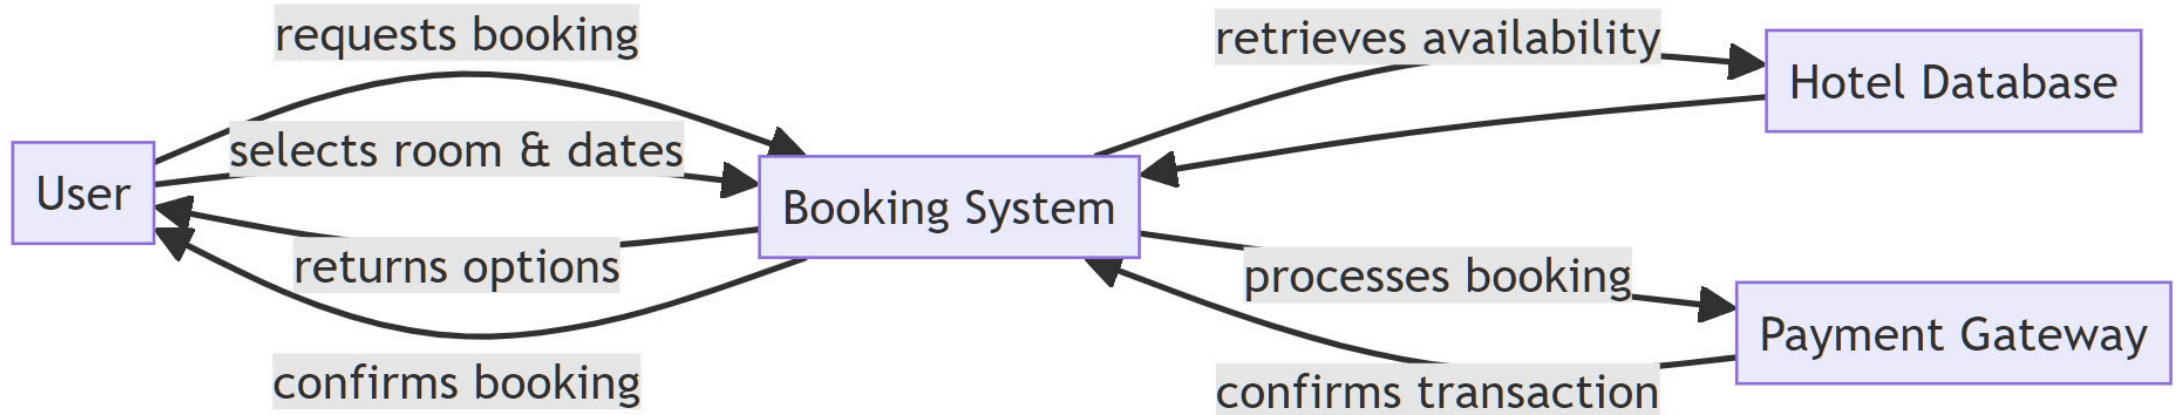 requests booking
retrieves availability
Hotel Database
selects room & dates
User
Booking System
returns options
processes booking
Payment Gateway
confirms booking
confirms transaction